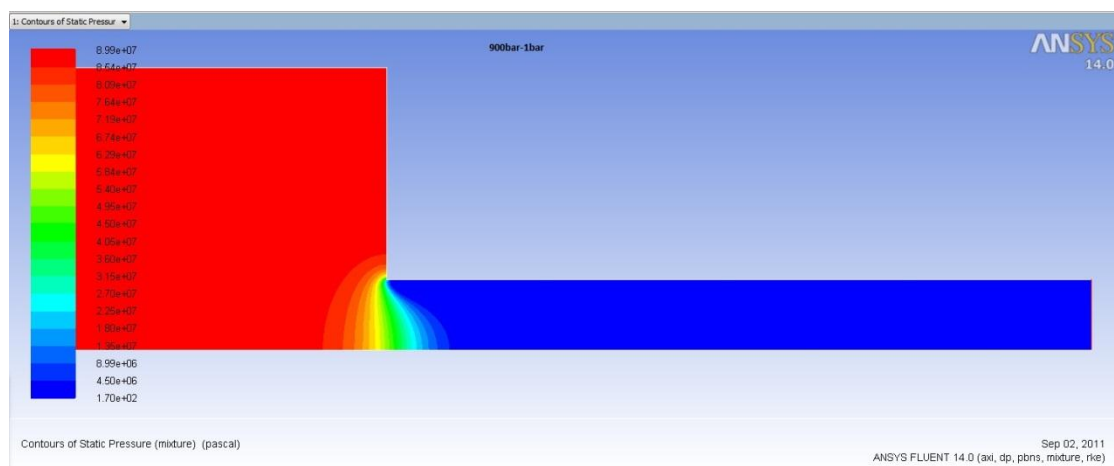 1: Contours of Static Pressur
900bar-1bar
ANSYS
14.0
8.99e+07
8.54e+07
8.09e+07
7.64e+07
7.19e+07
6.74e+07
6.29e+07
5.84e+07
5.40e+07
4.95e+07
4.50e+07
4.05e+07
3.60e+07
3.15e+07
2.70e+07
2.25e+07
1.80e+07
1.35e+07
8.99e+06
4.50e+06
1.70e+02
Contours of Static Pressure (mixture) (pascal)
Sep 02, 2011
ANSYS FLUENT 14.0 (axi, dp, pbns, mixture, rke)